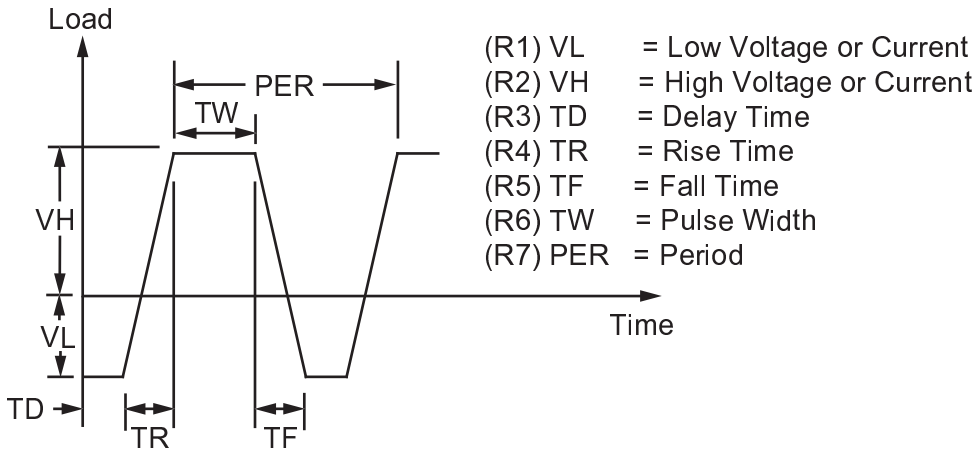 Load
PER
TW
VH
VL
TD
TR
TF
Time
(R1) VL = Low Voltage or Current
(R2) VH = High Voltage or Current
(R3) TD = Delay Time
(R4) TR = Rise Time
(R5) TF = Fall Time
(R6) TW = Pulse Width
(R7) PER = Period